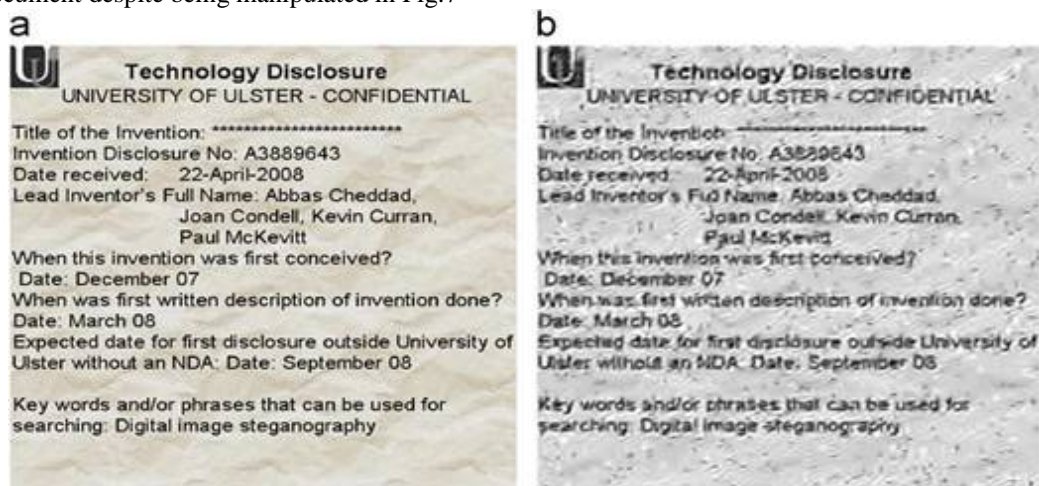 document despite being manipulated in Fig.7
a
Technology Disclosure
UNIVERSITY OF ULSTER - CONFIDENTIAL
Title of the Invention: ************************
Invention Disclosure No: A3889643
Date received: 22-April-2008
Lead Inventor's Full Name: Abbas Cheddad,
Joan Condell, Kevin Curran,
Paul McKevitt
When this invention was first conceived?
Date: December 07
When was first written description of invention done?
Date: March 08
Expected date for first disclosure outside University of
Ulster without an NDA: Date: September 08
Key words and/or phrases that can be used for
searching: Digital image steganography
b
Technology Disclosure
UNIVERSITY OF ULSTER - CONFIDENTIAL
Title of the Invention: ************************
Invention Disclosure No: A3889643
Date received: 22-April-2008
Lead Inventor's Full Name: Abbas Cheddad,
Joan Condell, Kevin Curran,
Paul McKevitt
When this invention was first conceived?
Date: December 07
When was first written description of invention done?
Date: March 08
Expected date for first disclosure outside University of
Ulster without an NDA: Date: September 08
Key words and/or phrases that can be used for
searching: Digital image steganography